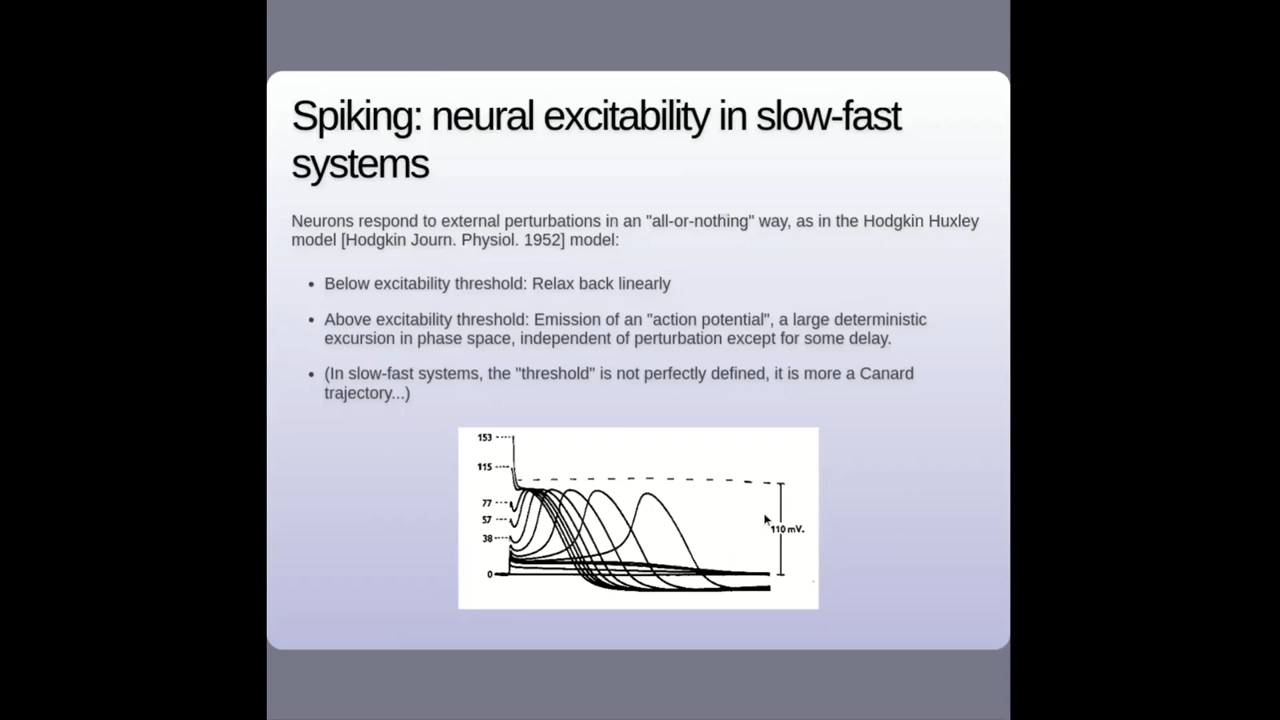 Spiking: neural excitability in slow-fast
systems
Neurons respond to external perturbations in an "all-or-nothing" way, as in the Hodgkin Huxley
model [Hodgkin Journ. Physiol. 1952] model:
• Below excitability threshold: Relax back linearly
• Above excitability threshold: Emission of an "action potential", a large deterministic
excursion in phase space, independent of perturbation except for some delay.
• (In slow-fast systems, the "threshold" is not perfectly defined, it is more a Canard
trajectory...)
153
115
77
57
38
0
110 mV.